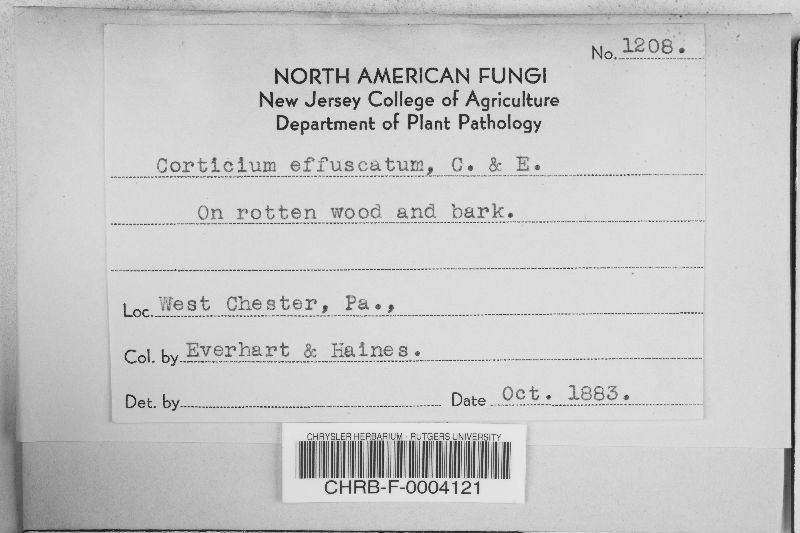 No. 1208.
NORTH AMERICAN FUNGI
New Jersey College of Agriculture
Department of Plant Pathology
Corticium effuscatum, C. & E.
On rotten wood and bark.
Loc. West Chester, Pa.,
Col. by Everhart & Haines.
Det. by Date Oct. 1883.
CHRYSLER HERBARIUM - RUTGERS UNIVERSITY
CHRB-F-0004121